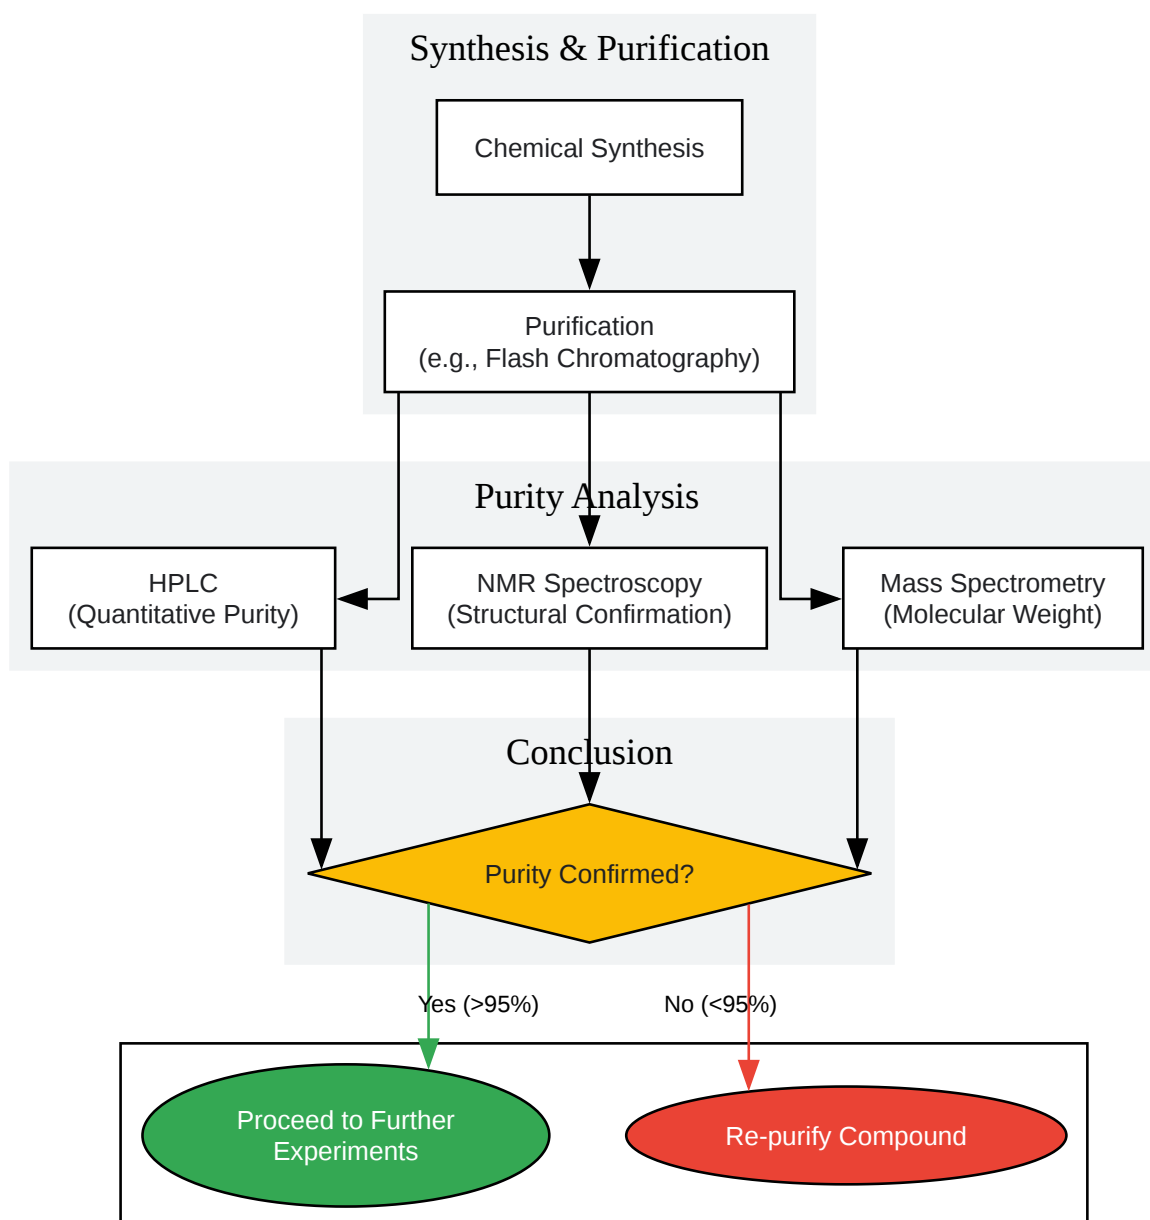 Synthesis & Purification
Chemical Synthesis
Purification
(e.g., Flash Chromatography)
Purity Analysis
HPLC
(Quantitative Purity)
NMR Spectroscopy
(Structural Confirmation)
Mass Spectrometry
(Molecular Weight)
Conclusion
Purity Confirmed?
Yes (>95%)
No (<95%)
Proceed to Further
Experiments
Re-purify Compound